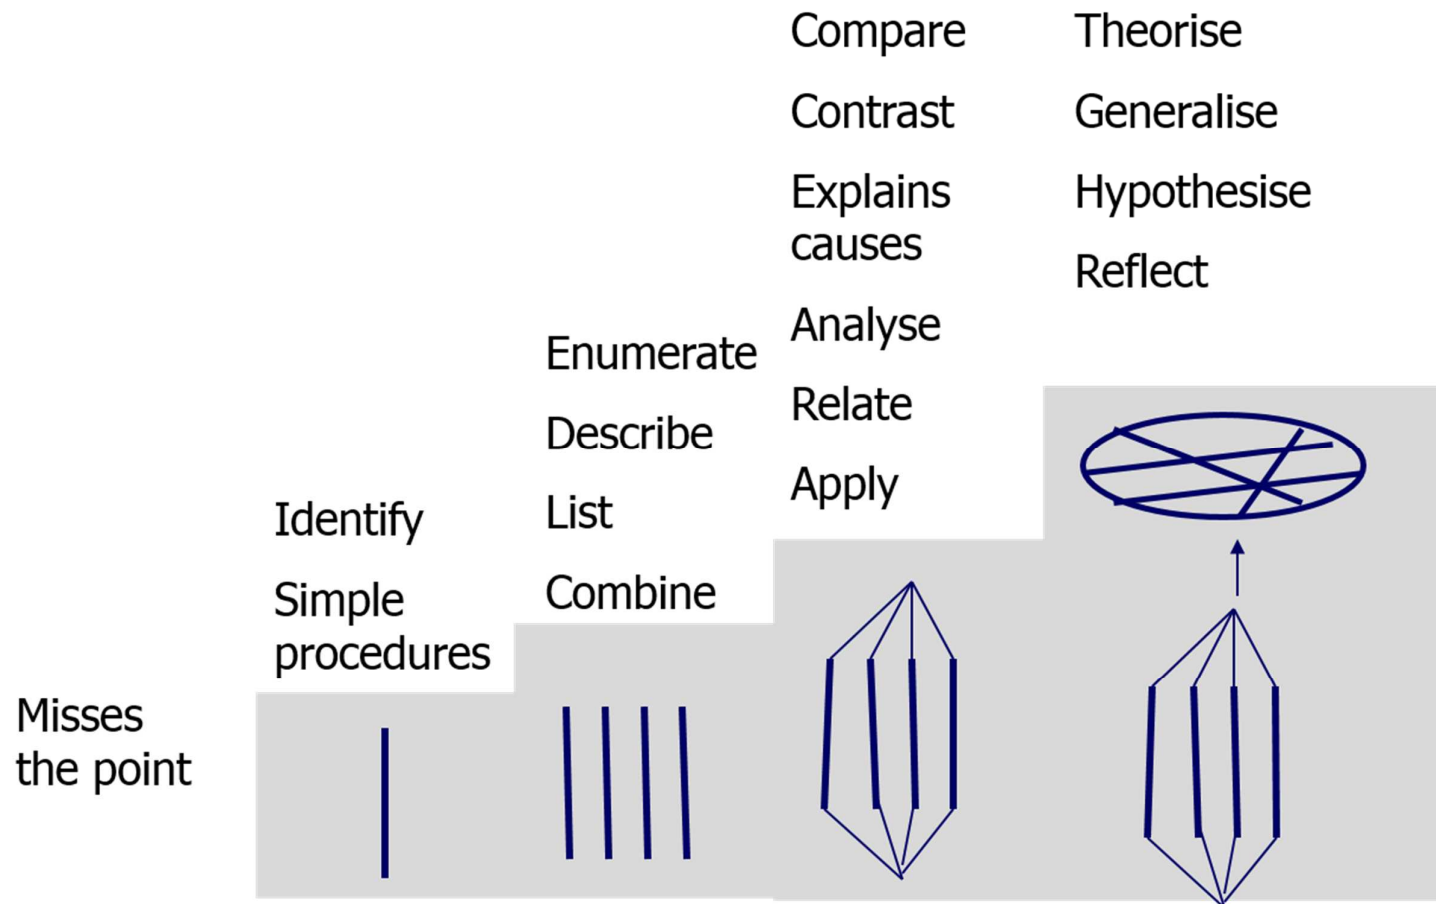 Misses
the point
Identify
Simple
procedures
Enumerate
Describe
List
Combine
Compare
Contrast
Explains
causes
Analyse
Relate
Apply
Theorise
Generalise
Hypothesise
Reflect